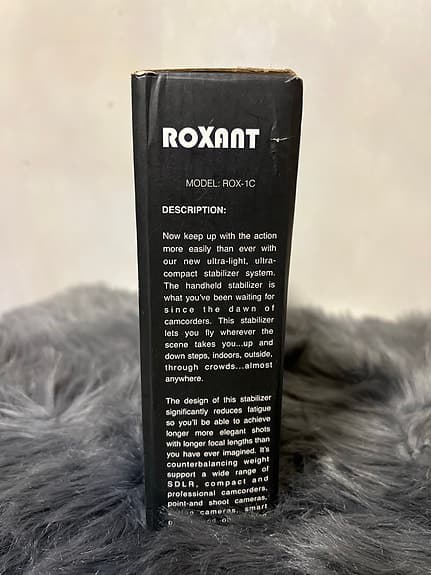 ROXANT
MODEL: ROX-1C
DESCRIPTION:
Now keep up with the action
more easily than ever with
our new ultra-light, ultra-
compact stabilizer system.
The handheld stabilizer is
what you've been waiting for
since the dawn of
camcorders. This stabilizer
lets you fly wherever the
scene takes you...up and
down steps, indoors, outside,
through crowds...almost
anywhere.
The design of this stabilizer
significantly reduces fatigue
so you'll be able to achieve
longer more elegant shots
with longer focal lengths than
you have ever imagined. It's
counterbalancing weight
support a wide range of
SDLR, compact and
professional camcorders,
point-and shoot cameras,
cameras, smart